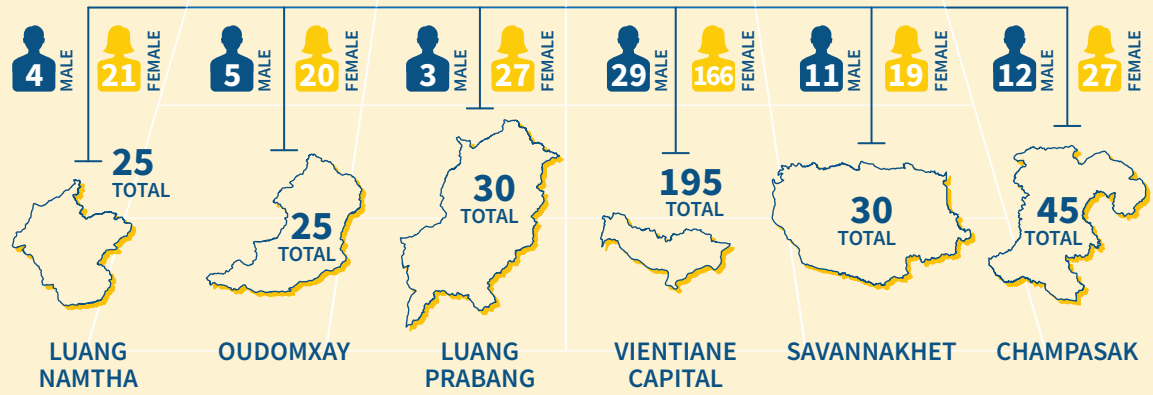 4 MALE 21 FEMALE
5 MALE 20 FEMALE
3 MALE 27 FEMALE
29 MALE 166 FEMALE
11 MALE 19 FEMALE
12 MALE 27 FEMALE
25
TOTAL
25
TOTAL
30
TOTAL
195
TOTAL
30
TOTAL
45
TOTAL
LUANG
NAMTHA
OUDOMXAY
LUANG
PRABANG
VIENTIANE
CAPITAL
SAVANNAKHET
CHAMPASAK